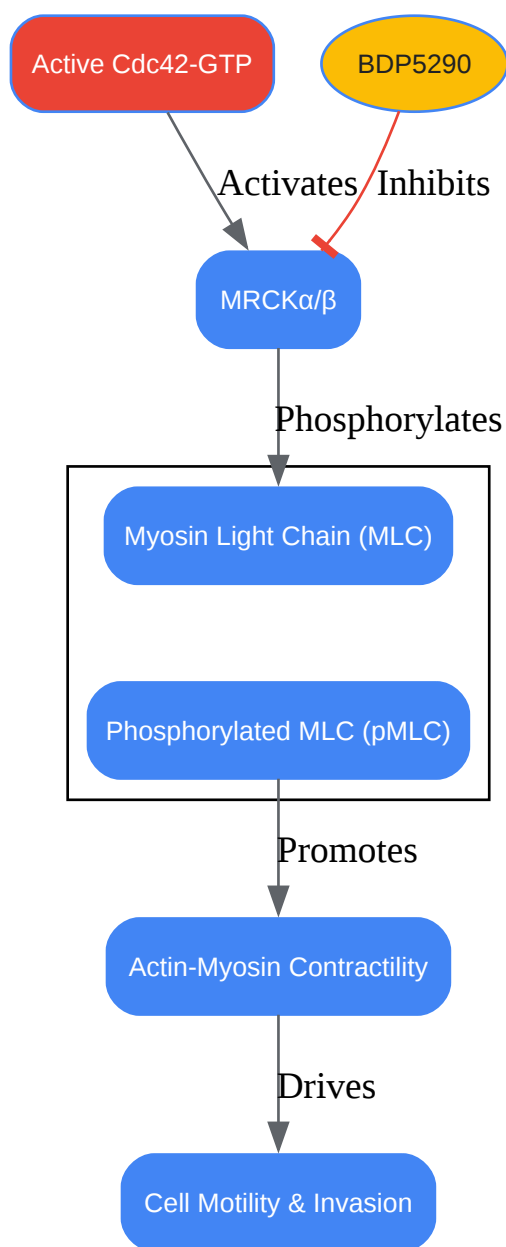 Active Cdc42-GTP
BDP5290
Activates
Inhibits
MRCKα/β
Phosphorylates
Myosin Light Chain (MLC)
Phosphorylated MLC (pMLC)
Promotes
Actin-Myosin Contractility
Drives
Cell Motility & Invasion